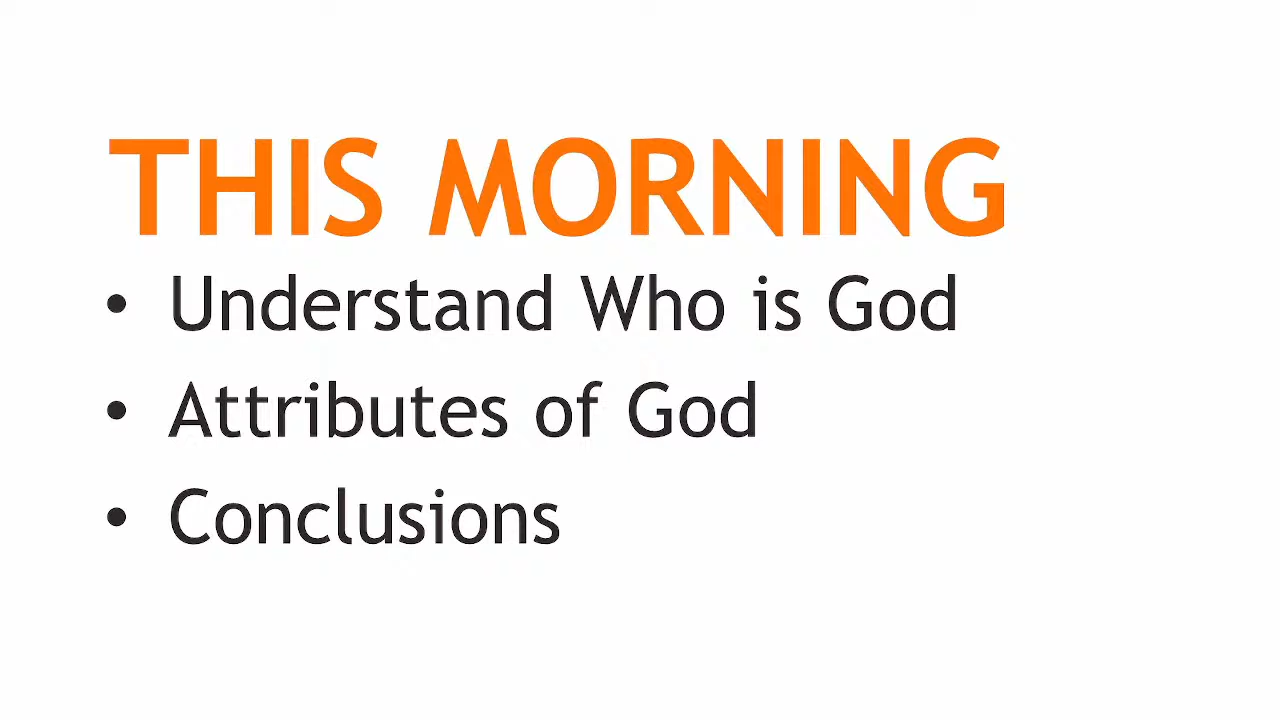 THIS MORNING
• Understand Who is God
• Attributes of God
• Conclusions